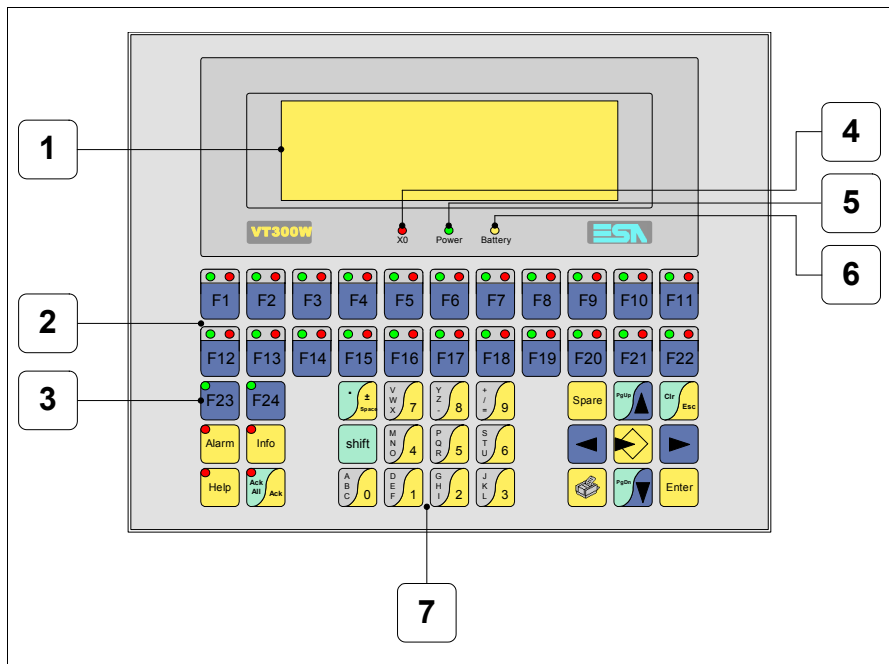 1
4
5
VT300W
X0 Power Battery
ESA
6
F1 F2 F3 F4 F5 F6 F7 F8 F9 F10 F11
2
F12 F13 F14 F15 F16 F17 F18 F19 F20 F21 F22
3
F23 F24
. ± Space
V W X 7
Y Z - 8
+ / = 9
Spare
PgUp
Clr Esc
Alarm Info
shift
M N O 4
P Q R 5
S T U 6
Help
Ack All Ack
A B C 0
D E F 1
G H I 2
J K L 3
PgDn
Enter
7